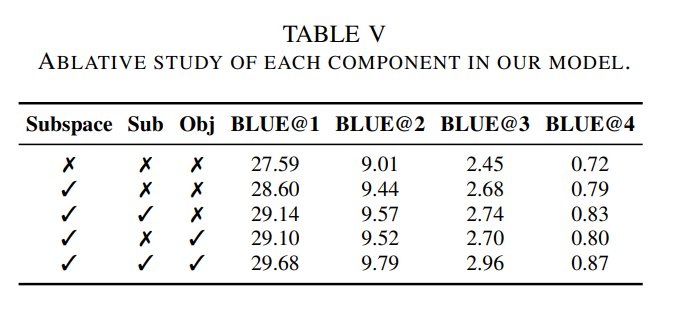 TABLE V
ABLATIVE STUDY OF EACH COMPONENT IN OUR MODEL.
Subspace Sub Obj BLUE@1 BLUE@2 BLUE@3 BLUE@4
✗ ✗ ✗ 27.59 9.01 2.45 0.72
✓ ✗ ✗ 28.60 9.44 2.68 0.79
✓ ✓ ✗ 29.14 9.57 2.74 0.83
✓ ✗ ✓ 29.10 9.52 2.70 0.80
✓ ✓ ✓ 29.68 9.79 2.96 0.87